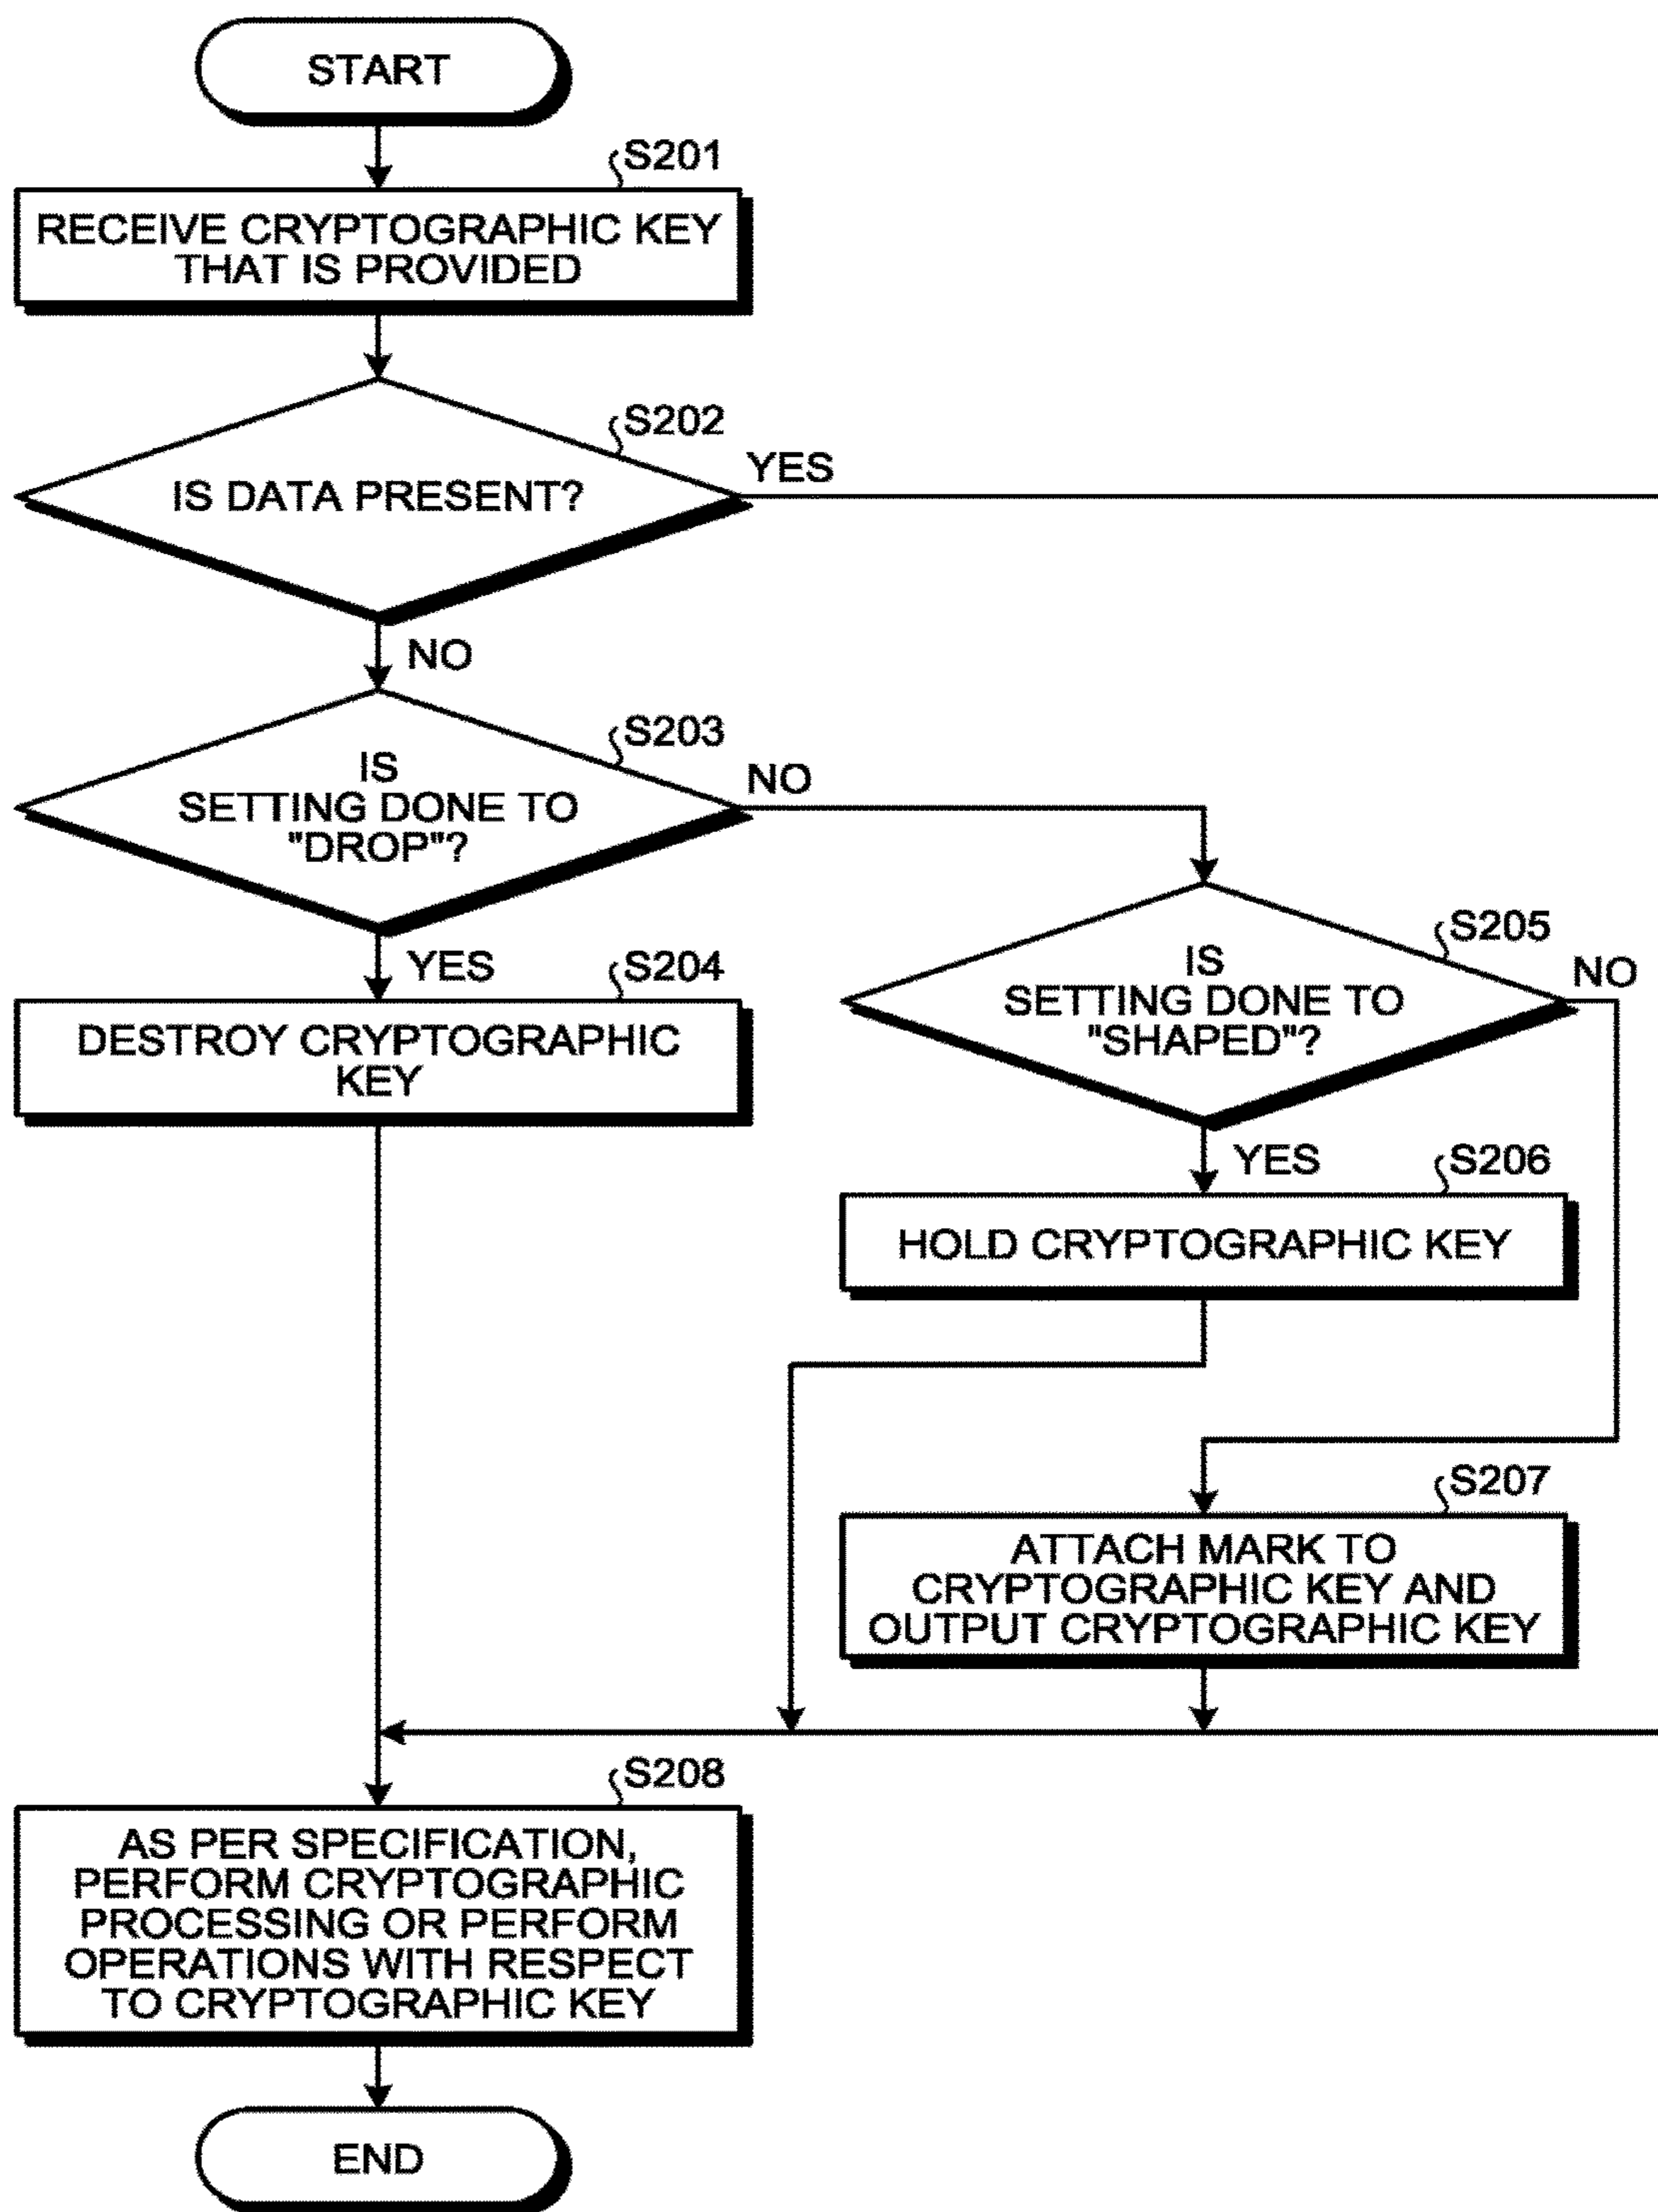 START
S201
RECEIVE CRYPTOGRAPHIC KEY
THAT IS PROVIDED
S202
IS DATA PRESENT?
YES
NO
S203
IS
SETTING DONE TO
"DROP"?
NO
YES
S204
DESTROY CRYPTOGRAPHIC
KEY
S205
IS
SETTING DONE TO
"SHAPED"?
NO
YES
S206
HOLD CRYPTOGRAPHIC KEY
S207
ATTACH MARK TO
CRYPTOGRAPHIC KEY AND
OUTPUT CRYPTOGRAPHIC KEY
S208
AS PER SPECIFICATION,
PERFORM CRYPTOGRAPHIC
PROCESSING OR PERFORM
OPERATIONS WITH RESPECT
TO CRYPTOGRAPHIC KEY
END